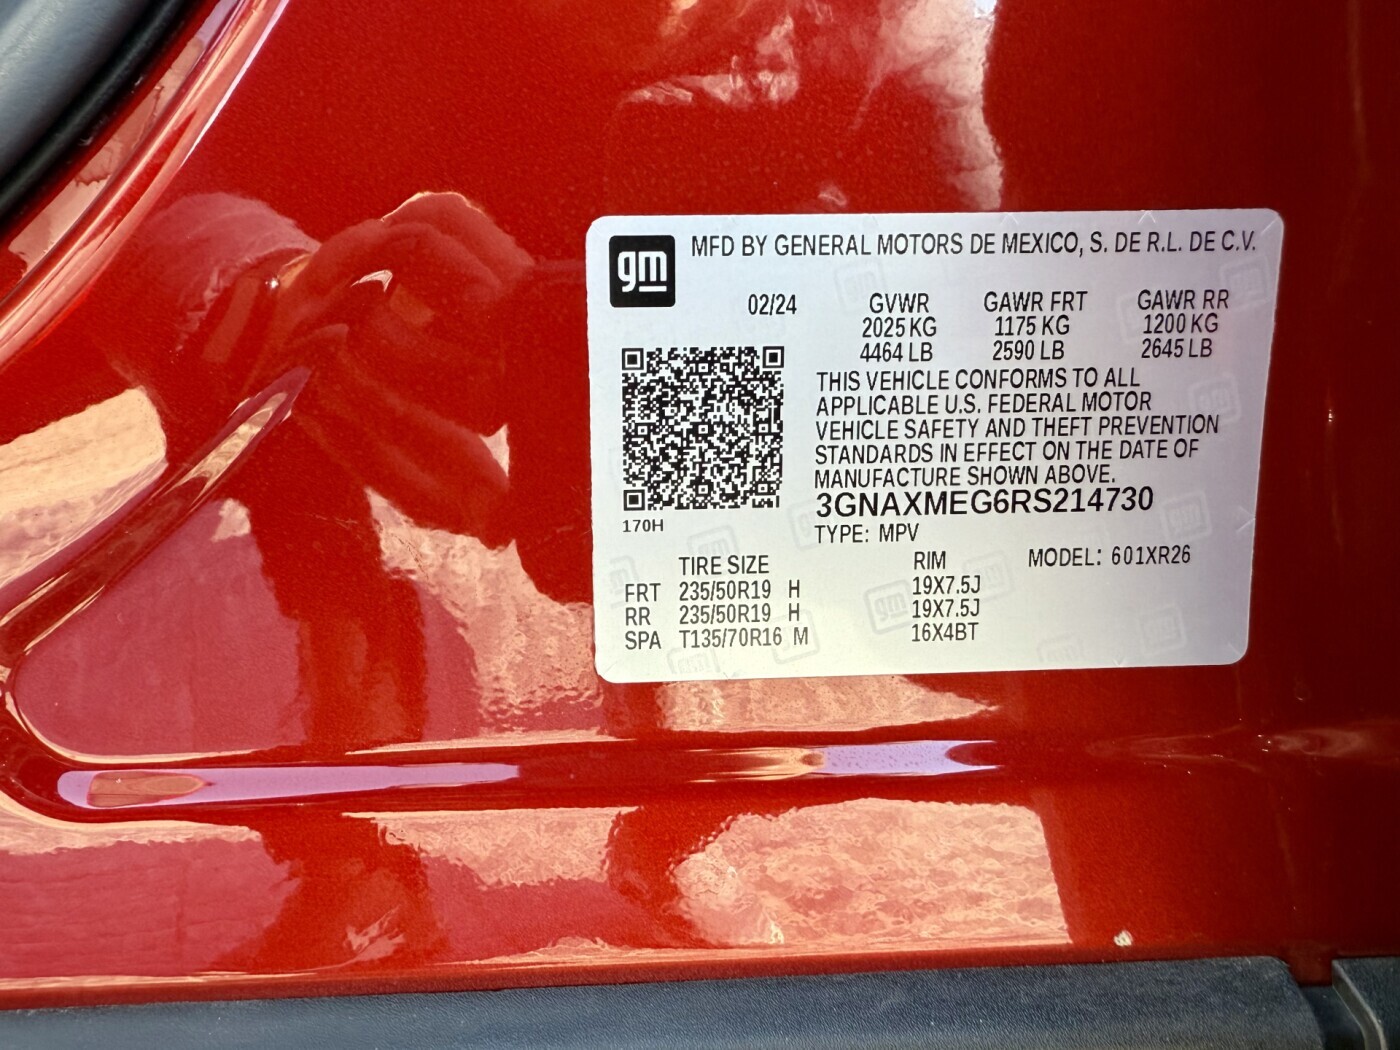 gm
MFD BY GENERAL MOTORS DE MEXICO, S. DE R.L. DE C.V.
02/24 GVWR GAWR FRT GAWR RR
2025 KG 1175 KG 1200 KG
4464 LB 2590 LB 2645 LB
THIS VEHICLE CONFORMS TO ALL
APPLICABLE U.S. FEDERAL MOTOR
VEHICLE SAFETY AND THEFT PREVENTION
STANDARDS IN EFFECT ON THE DATE OF
MANUFACTURE SHOWN ABOVE.
3GNAXMEG6RS214730
170H
TYPE: MPV
TIRE SIZE RIM MODEL: 601XR26
FRT 235/50R19 H 19X7.5J
RR 235/50R19 H 19X7.5J
SPA T135/70R16 M 16X4BT